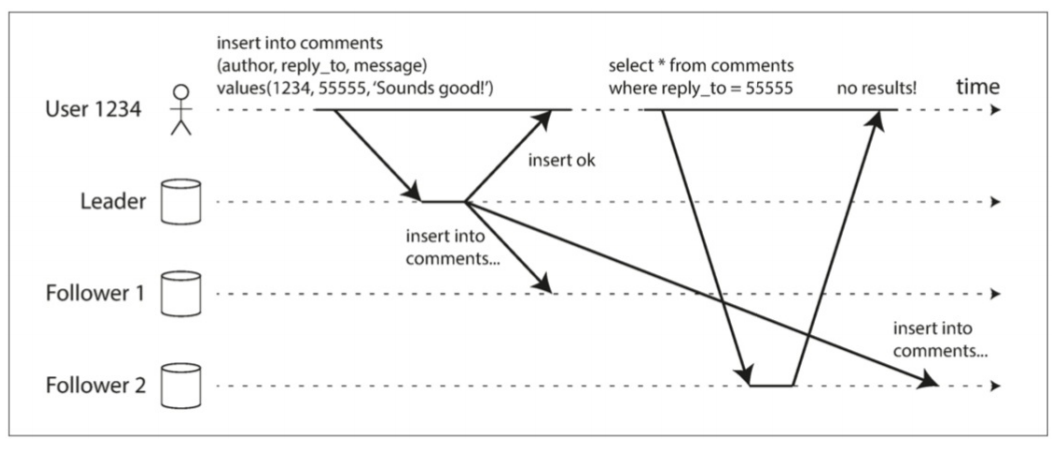 insert into comments
(author, reply_to, message)
values(1234, 55555, 'Sounds good!')
select * from comments
where reply_to = 55555
no results!
time
User 1234
insert ok
Leader
insert into
comments...
Follower 1
insert into
comments...
Follower 2